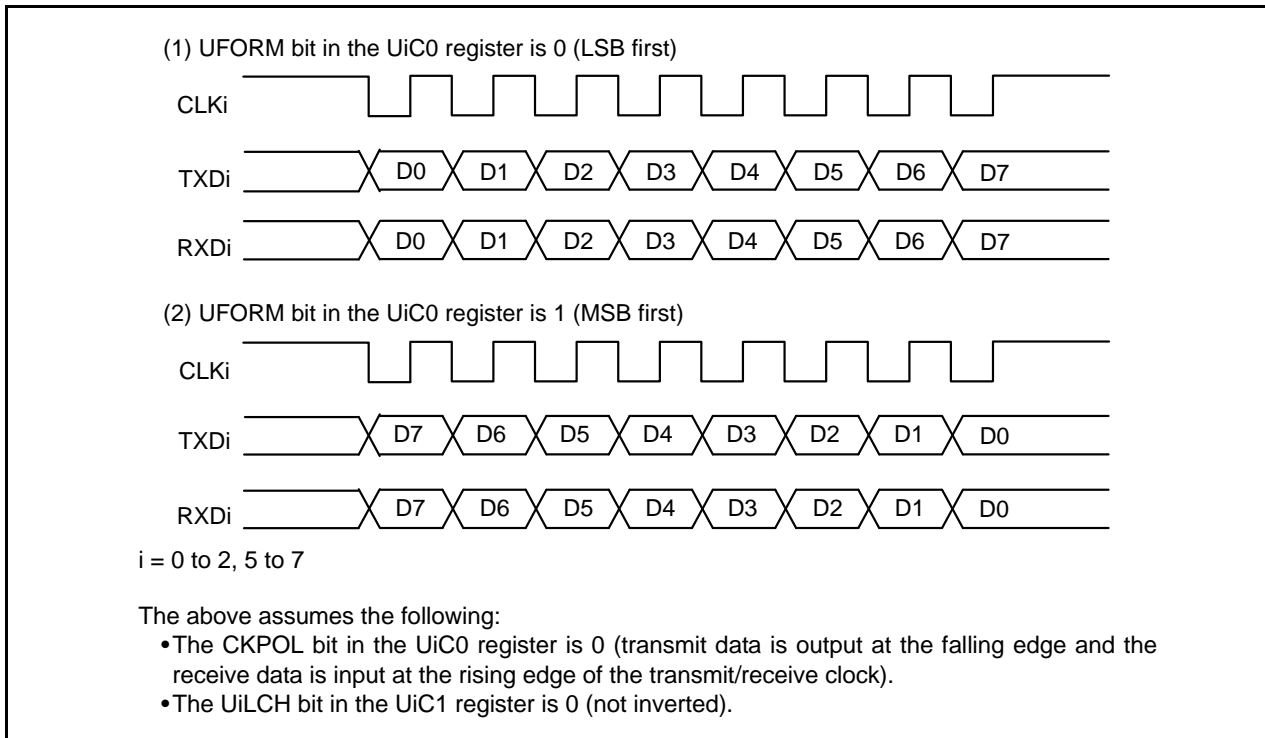 (1) UFORM bit in the UiC0 register is 0 (LSB first)
CLKi
TXDi D0 D1 D2 D3 D4 D5 D6 D7
RXDi D0 D1 D2 D3 D4 D5 D6 D7
(2) UFORM bit in the UiC0 register is 1 (MSB first)
CLKi
TXDi D7 D6 D5 D4 D3 D2 D1 D0
RXDi D7 D6 D5 D4 D3 D2 D1 D0
i = 0 to 2, 5 to 7
The above assumes the following:
•The CKPOL bit in the UiC0 register is 0 (transmit data is output at the falling edge and the
receive data is input at the rising edge of the transmit/receive clock).
•The UiLCH bit in the UiC1 register is 0 (not inverted).